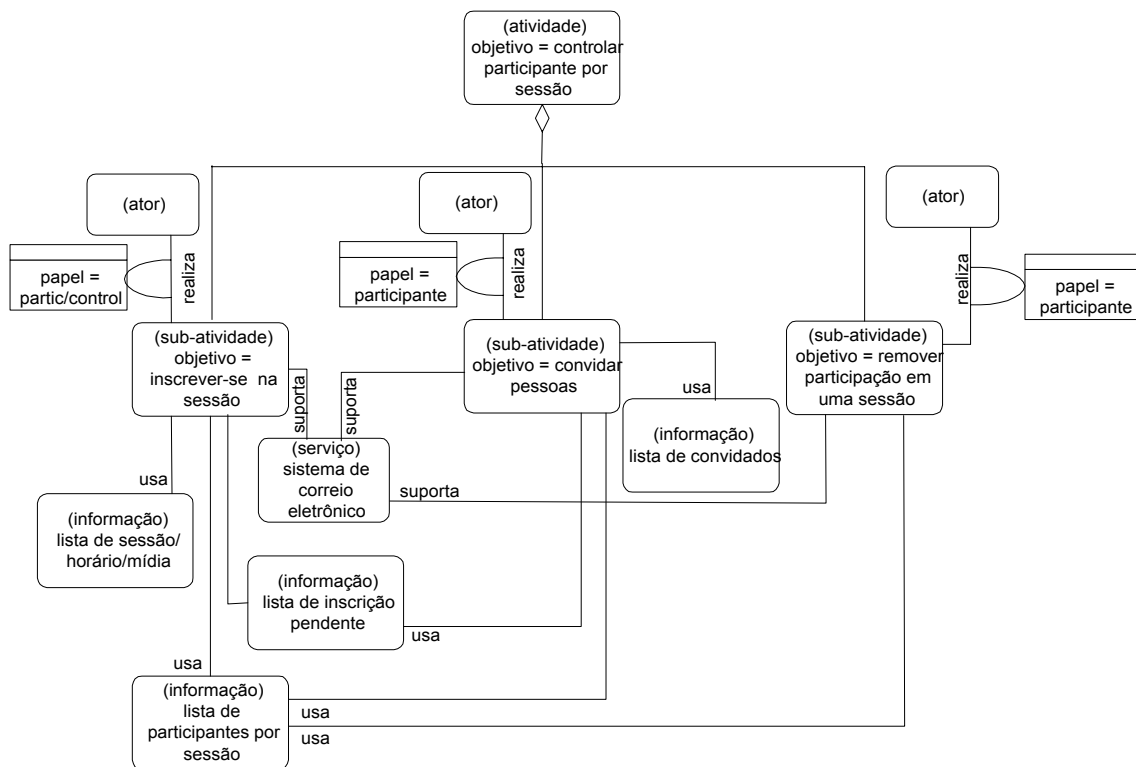 (atividade)
objetivo = controlar
participante por
sessão
(ator)
(ator)
(ator)
realiza
realiza
realiza
papel =
partic/control
papel =
participante
papel =
participante
(sub-atividade)
objetivo =
inscrever-se na
sessão
(sub-atividade)
objetivo = convidar
pessoas
(sub-atividade)
objetivo = remover
participação em
uma sessão
suporta
suporta
usa
(informação)
lista de convidados
(serviço)
sistema de
correio
eletrônico
suporta
usa
(informação)
lista de sessão/
horário/mídia
(informação)
lista de inscrição
pendente
usa
usa
(informação)
lista de
participantes por
sessão
usa
usa